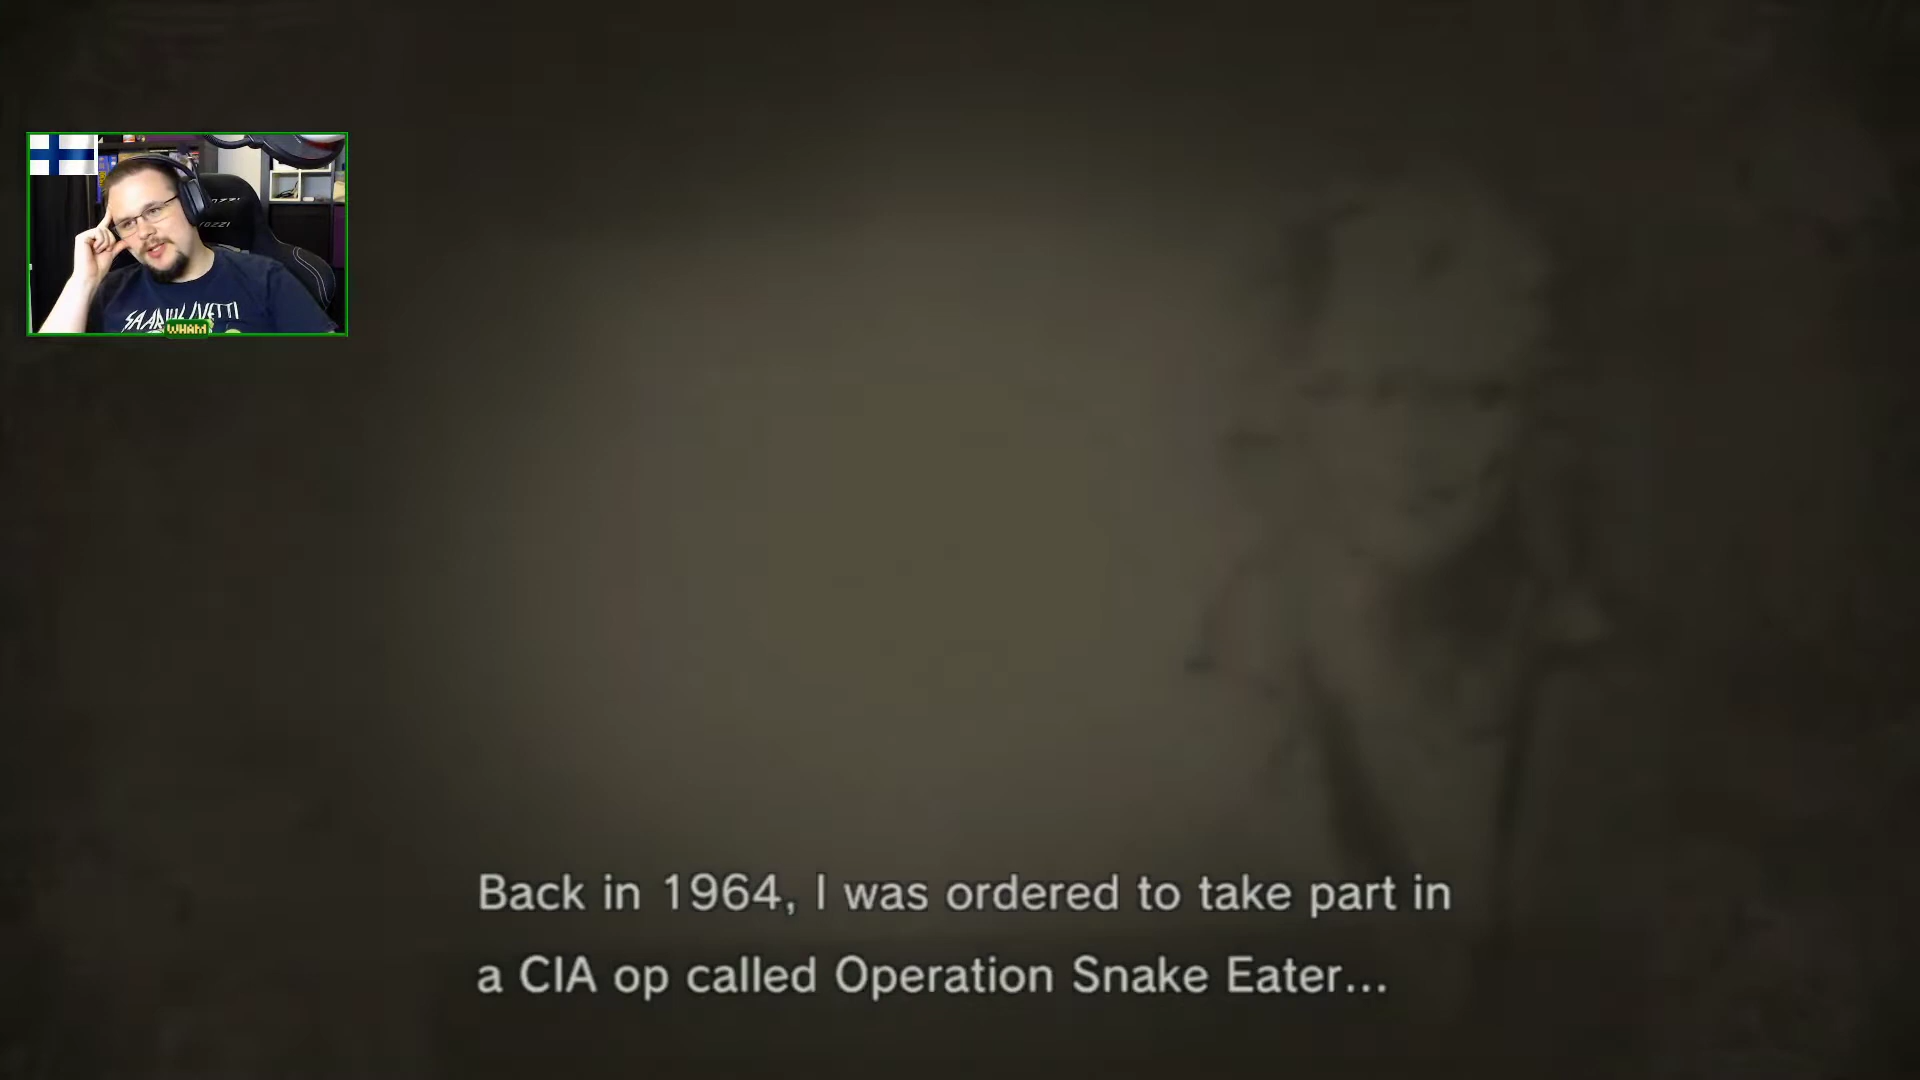 WHAM
Back in 1964, I was ordered to take part in
a CIA op called Operation Snake Eater...